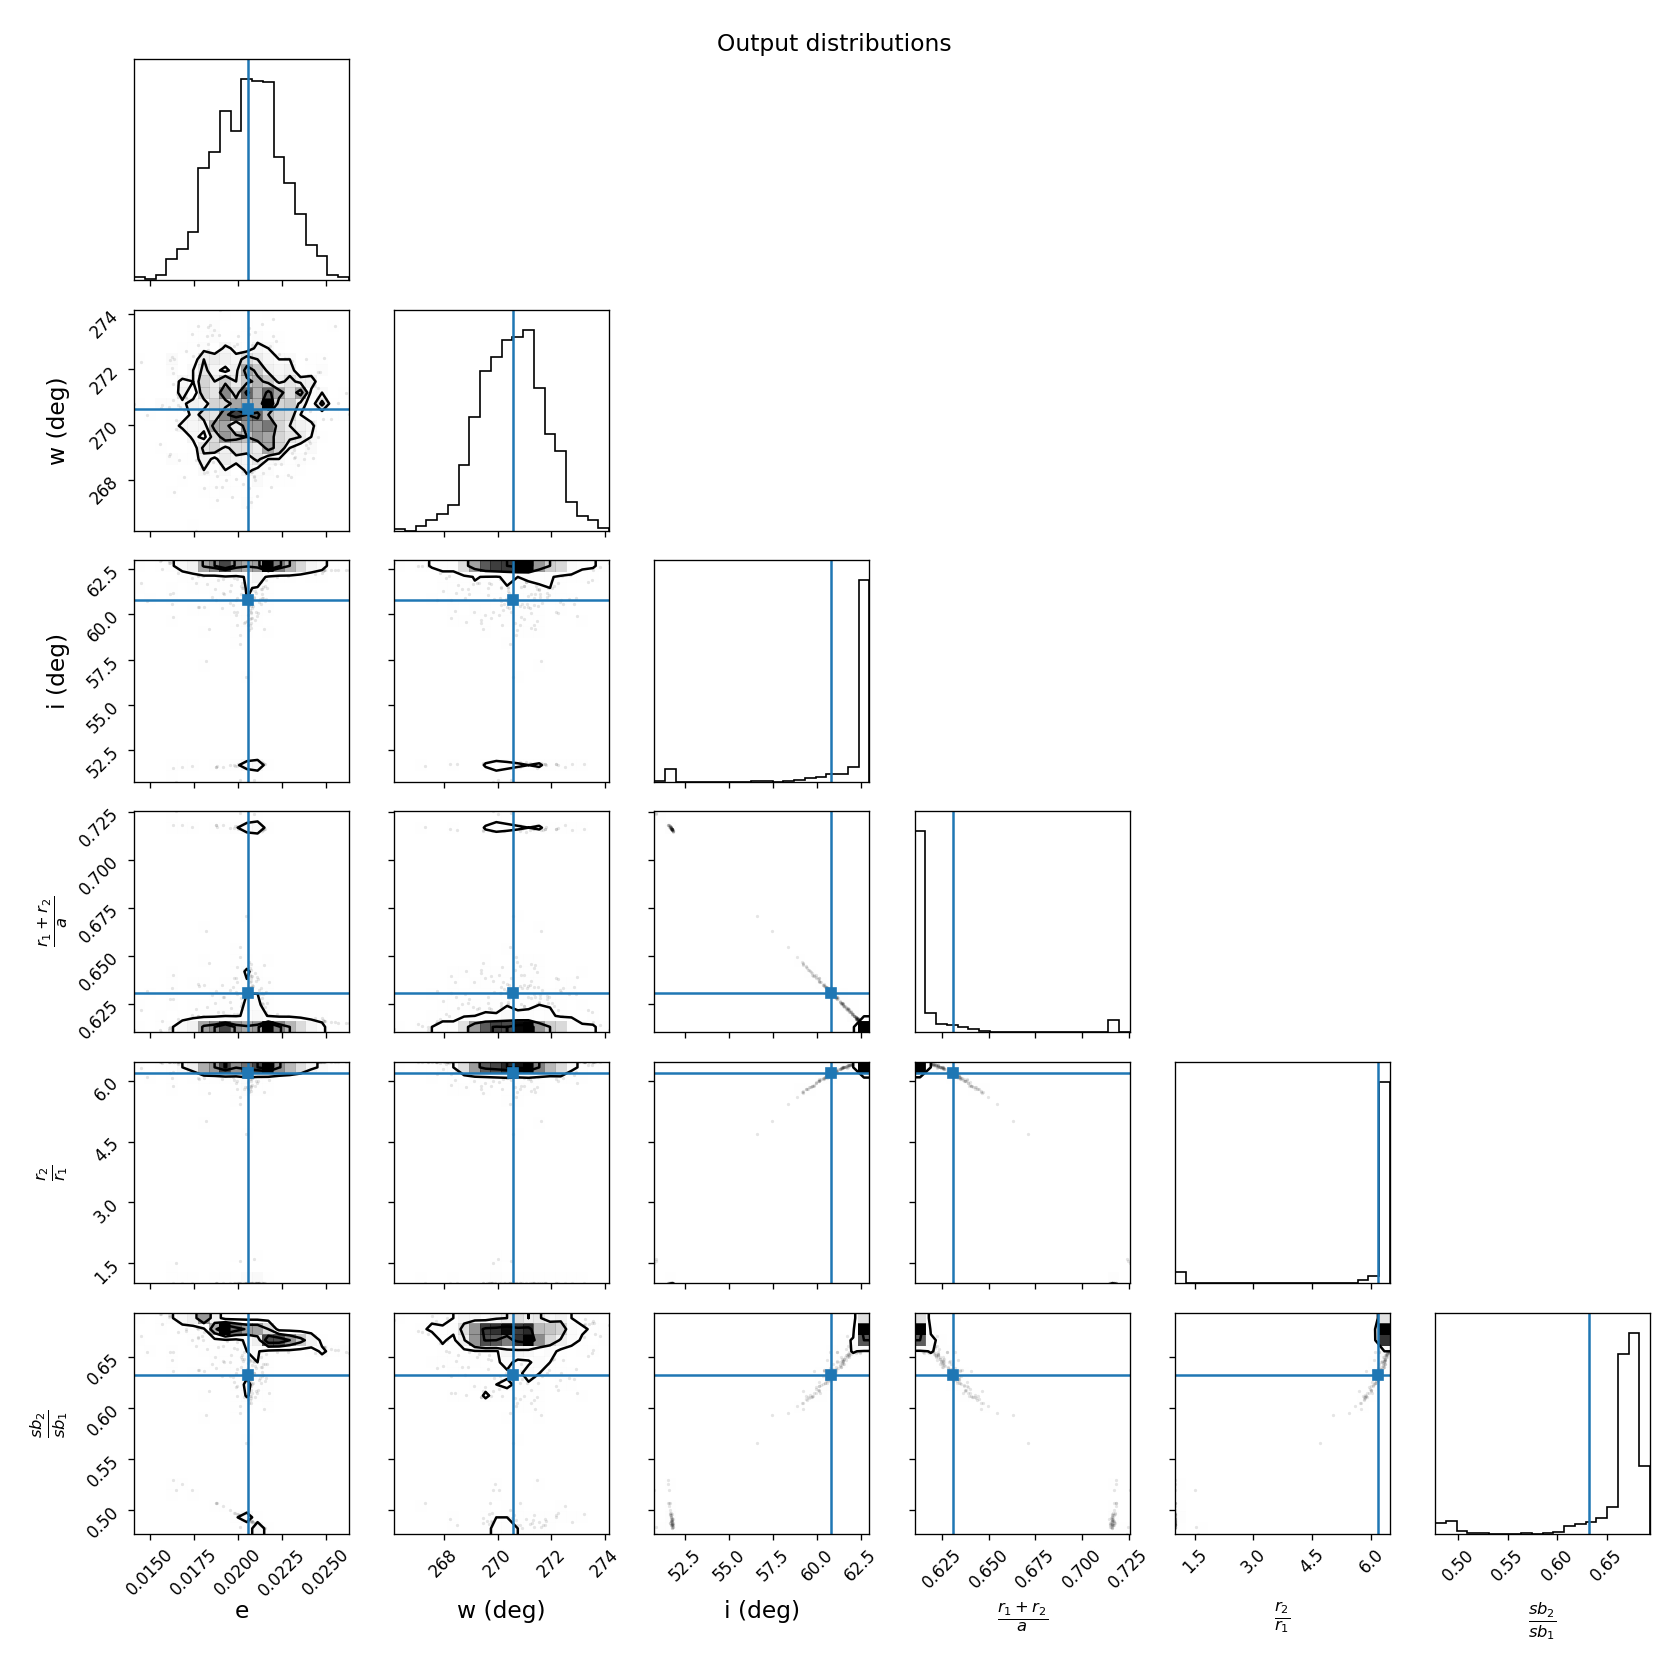 Output distributions
274
272
270
268
w (deg)
62.5
60.0
57.5
55.0
52.5
i (deg)
0.725
0.700
0.675
0.650
0.625
r₁ + r₂
a
6.0
4.5
3.0
1.5
r₂
r₁
0.65
0.60
0.55
0.50
sb₂
sb₁
0.0150 0.0175 0.0200 0.0225 0.0250
268 270 272 274
52.5 55.0 57.5 60.0 62.5
0.625 0.650 0.675 0.700 0.725
1.5 3.0 4.5 6.0
0.50 0.55 0.60 0.65
e
w (deg)
i (deg)
r₁ + r₂
a
r₂
r₁
sb₂
sb₁